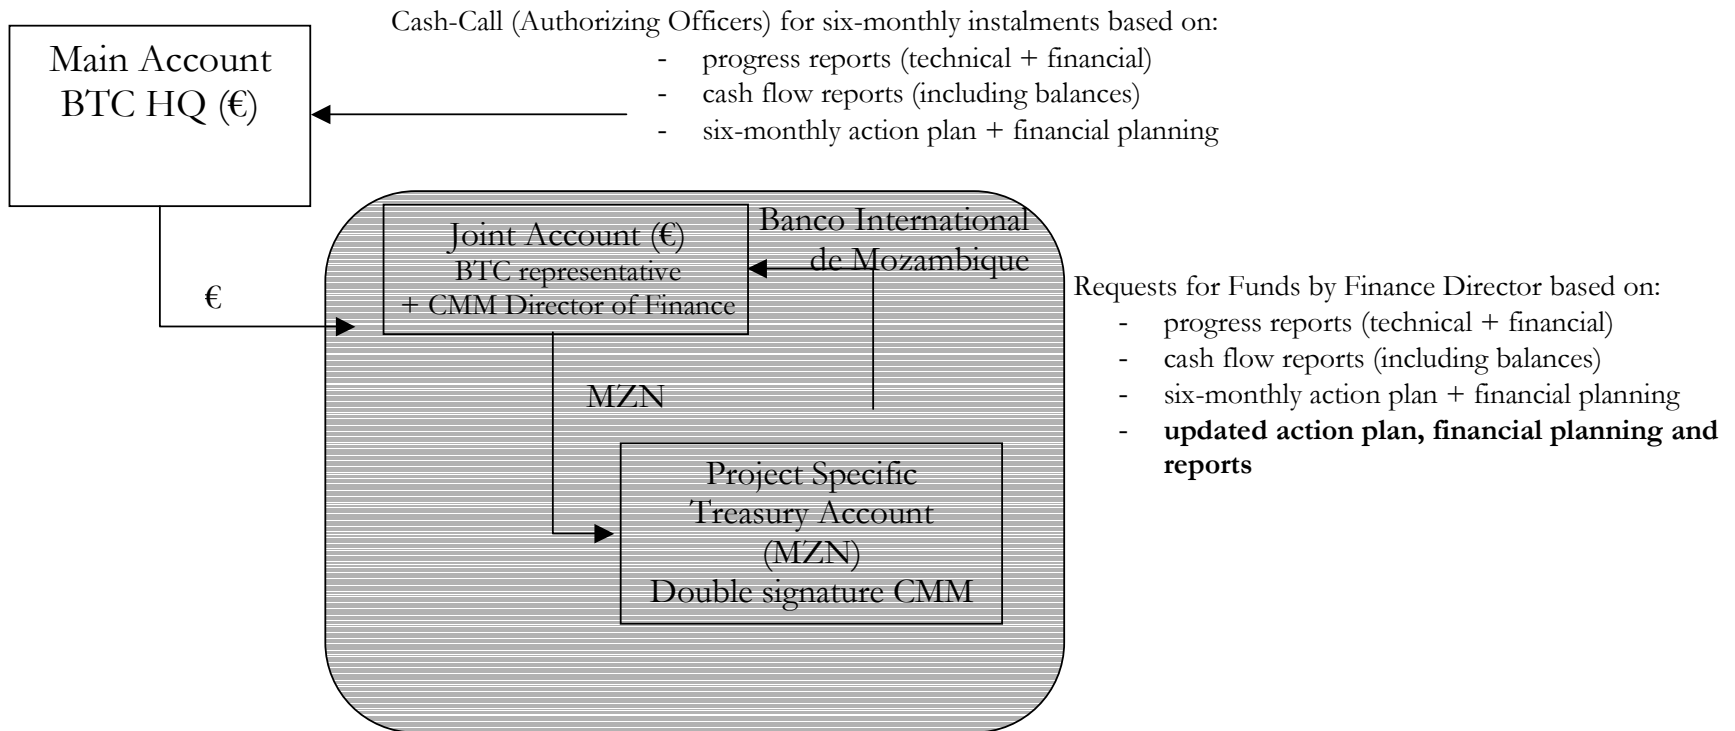 Cash-Call (Authorizing Officers) for six-monthly instalments based on:
- progress reports (technical + financial)
- cash flow reports (including balances)
- six-monthly action plan + financial planning
Main Account
BTC HQ (€)
€
Joint Account (€)
BTC representative
+ CMM Director of Finance
Banco International
de Mozambique
MZN
Project Specific
Treasury Account
(MZN)
Double signature CMM
Requests for Funds by Finance Director based on:
- progress reports (technical + financial)
- cash flow reports (including balances)
- six-monthly action plan + financial planning
- updated action plan, financial planning and
reports